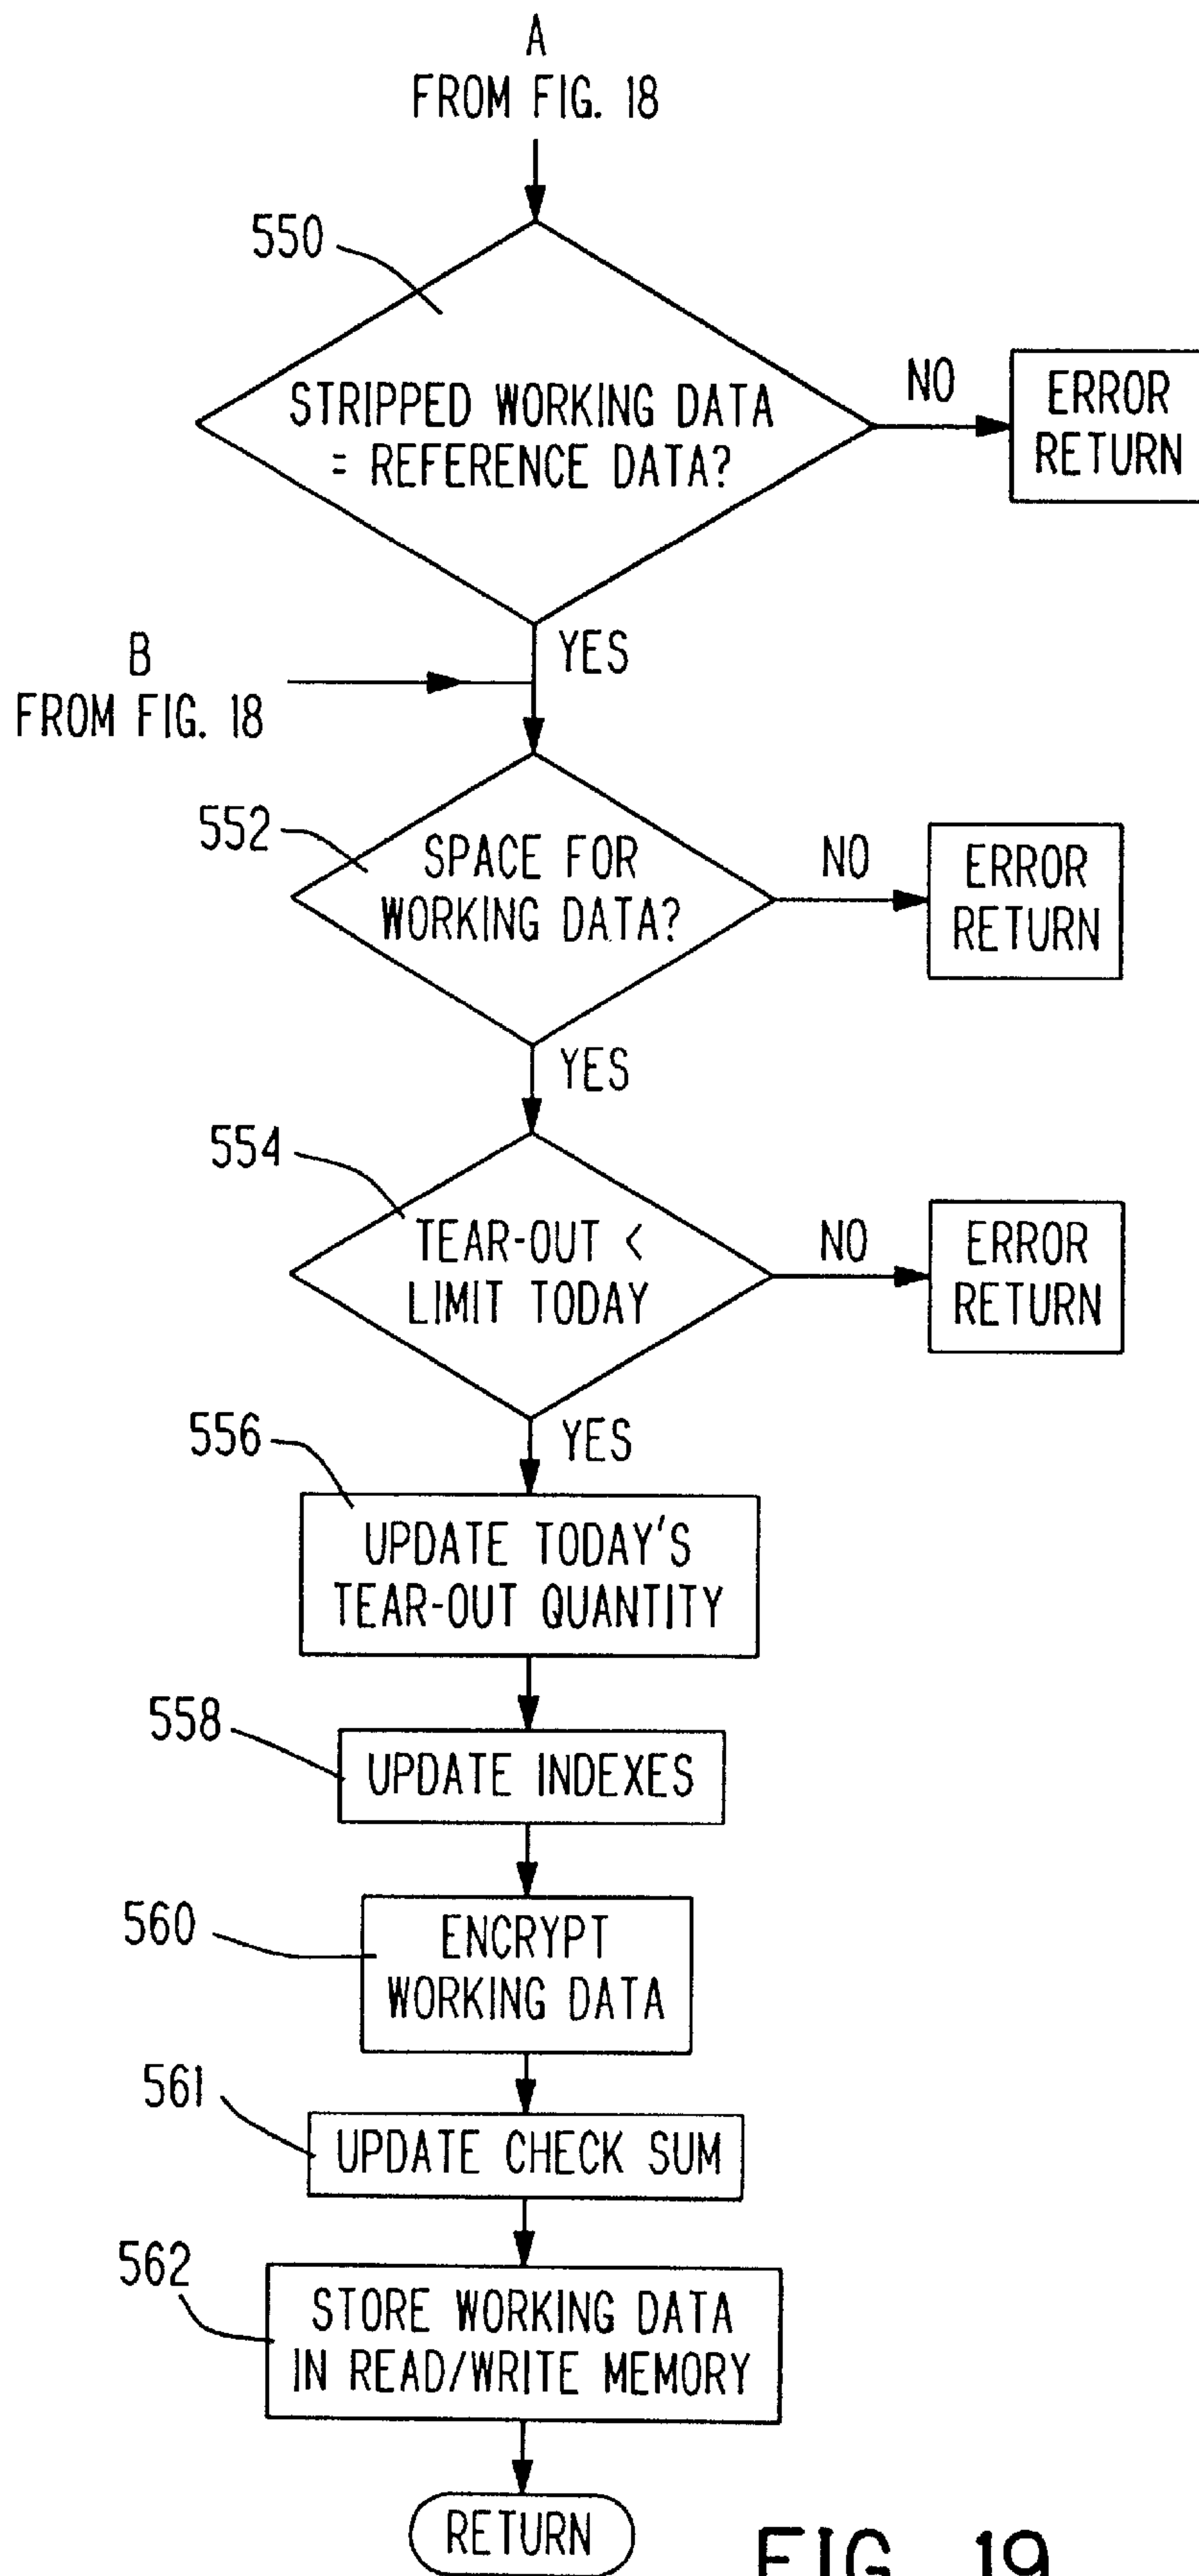 A
FROM FIG. 18
550
STRIPPED WORKING DATA
= REFERENCE DATA?
NO
ERROR
RETURN
YES
B
FROM FIG. 18
552
SPACE FOR
WORKING DATA?
NO
ERROR
RETURN
YES
554
TEAR-OUT <
LIMIT TODAY
NO
ERROR
RETURN
YES
556
UPDATE TODAY'S
TEAR-OUT QUANTITY
558
UPDATE INDEXES
560
ENCRYPT
WORKING DATA
561
UPDATE CHECK SUM
562
STORE WORKING DATA
IN READ/WRITE MEMORY
RETURN
FIG. 19